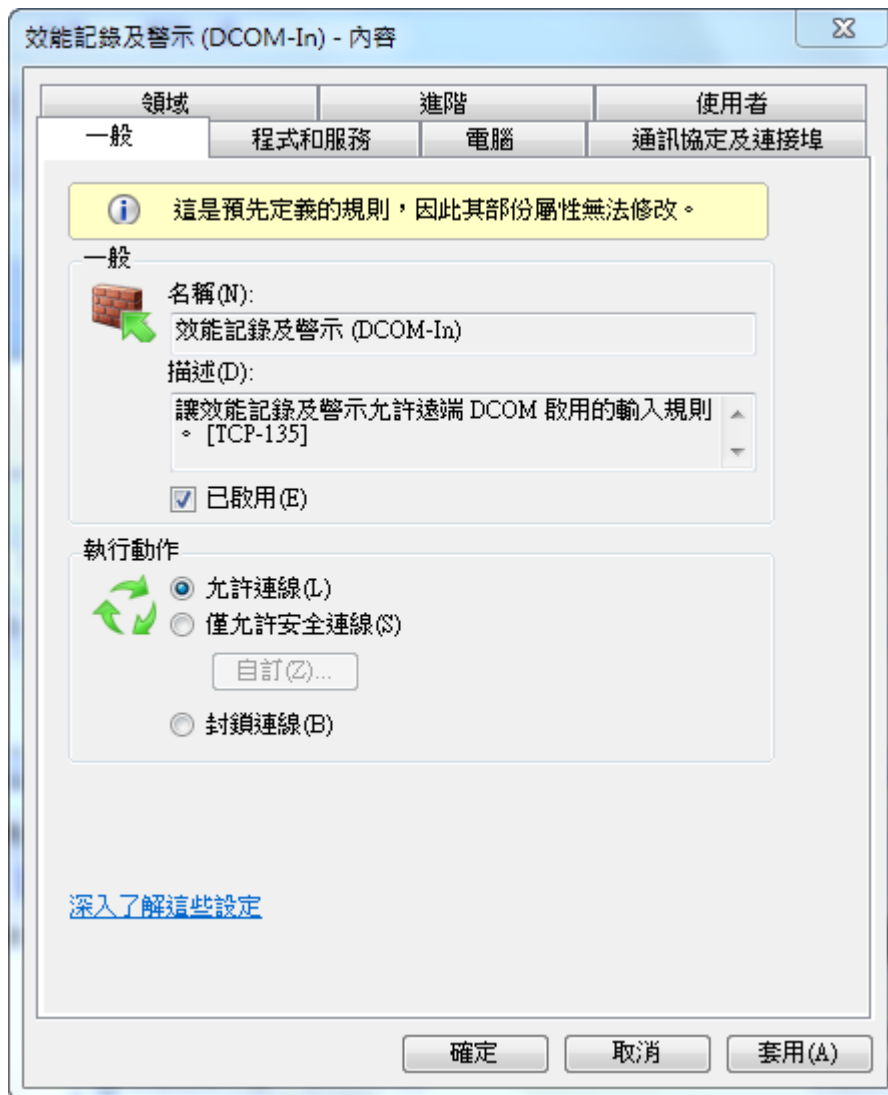 效能記錄及警示 (DCOM-In) - 內容
領域
進階
使用者
一般
程式和服務
電腦
通訊協定及連接埠
這是預先定義的規則，因此其部份屬性無法修改。
一般
名稱(N):
效能記錄及警示 (DCOM-In)
描述(D):
讓效能記錄及警示允許遠端 DCOM 啟用的輸入規則
。 [TCP-135]
已啟用(E)
執行動作
允許連線(L)
僅允許安全連線(S)
自訂(Z)...
封鎖連線(B)
深入了解這些設定
確定
取消
套用(A)